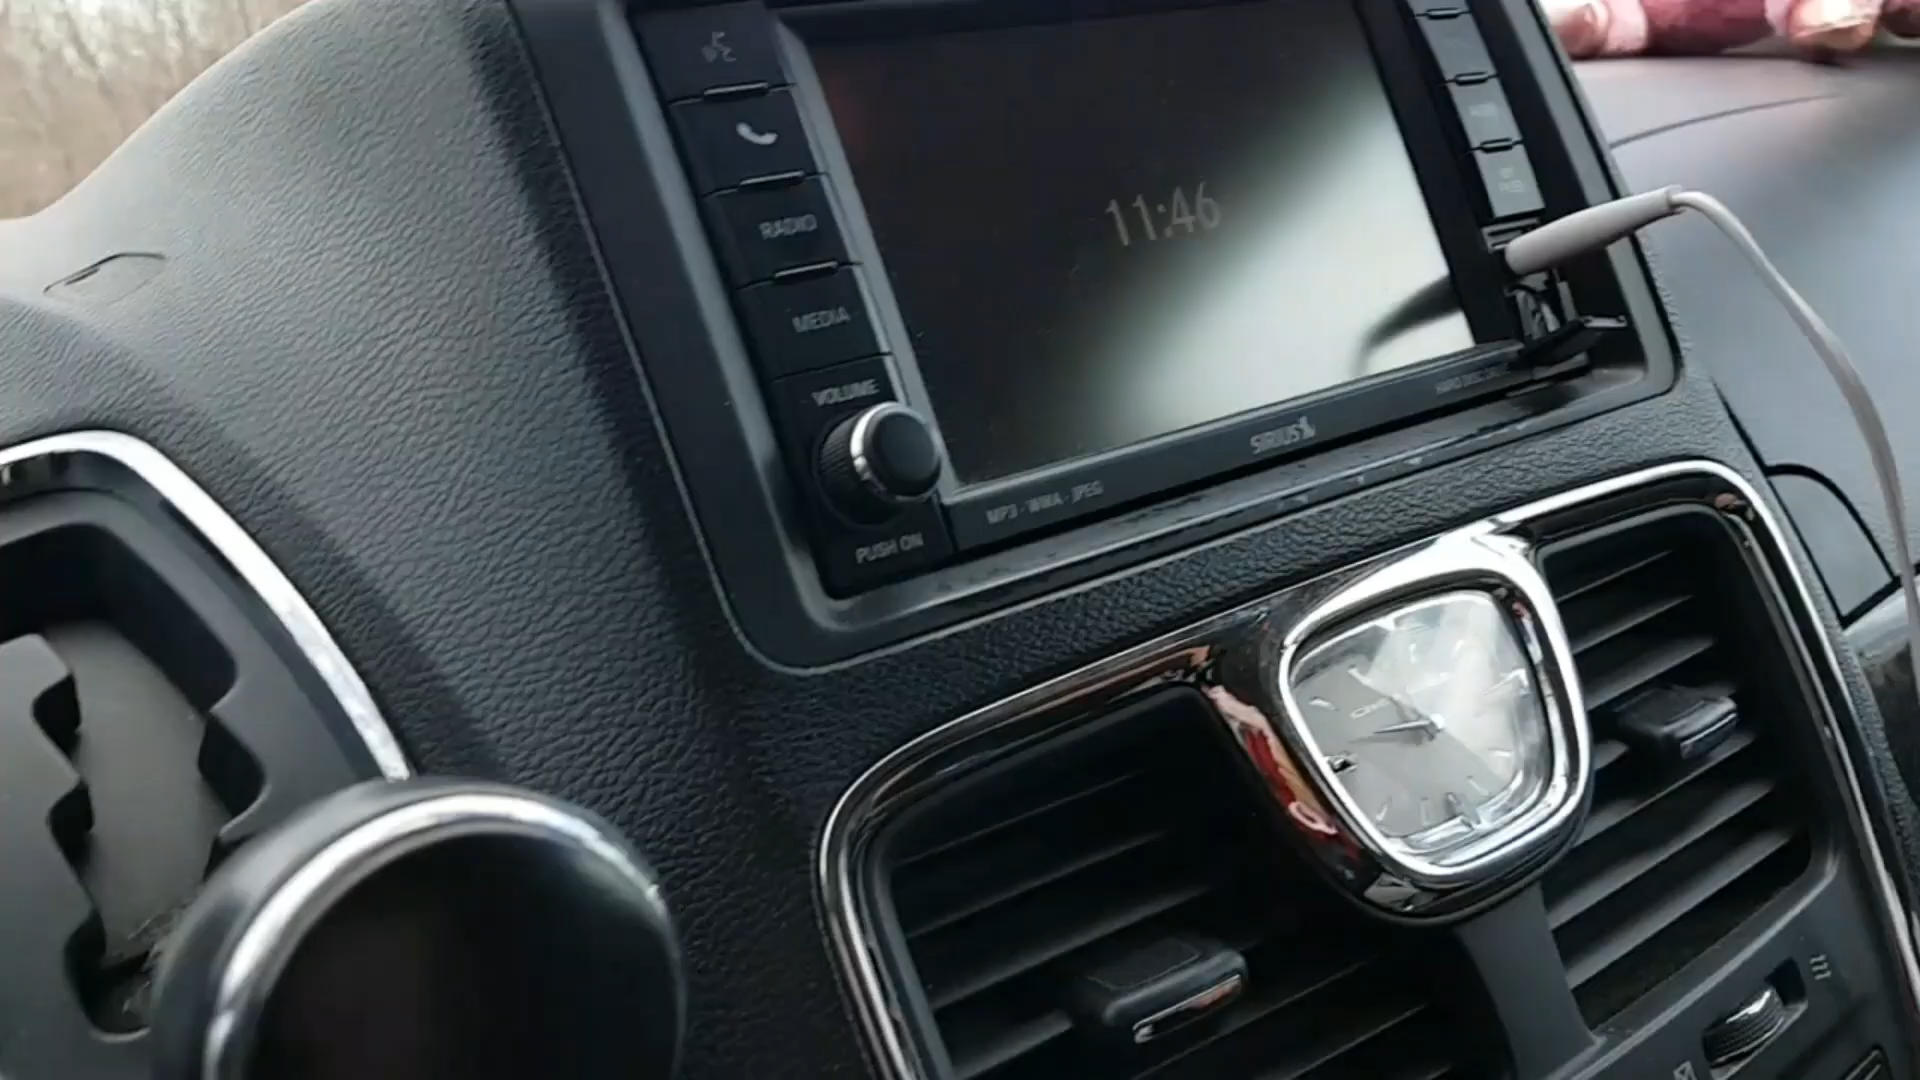 11:46
RADIO
MEDIA
VOLUME
PUSH ON
MP3 · WMA · JPEG
SIRIUS